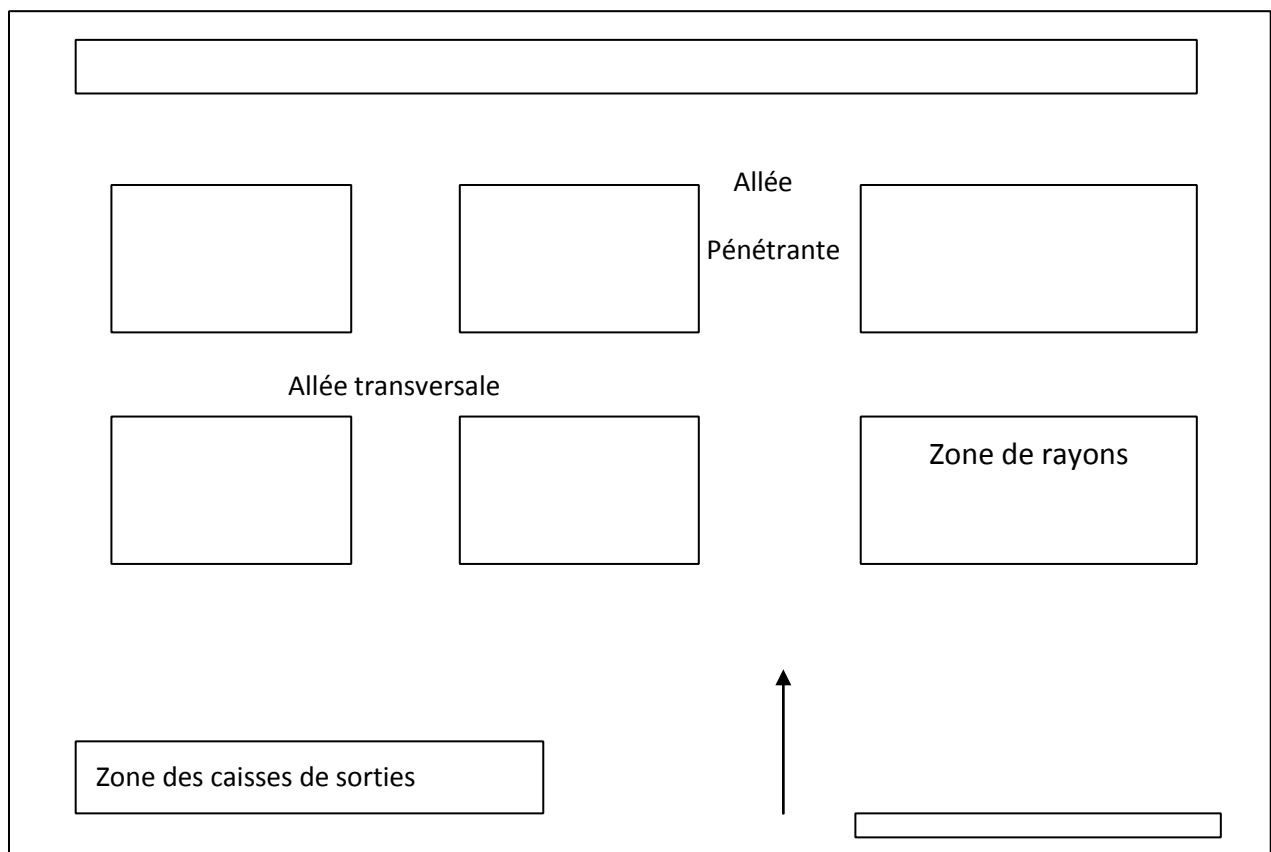 Allée
Pénétrante
Allée transversale
Zone de rayons
Zone des caisses de sorties